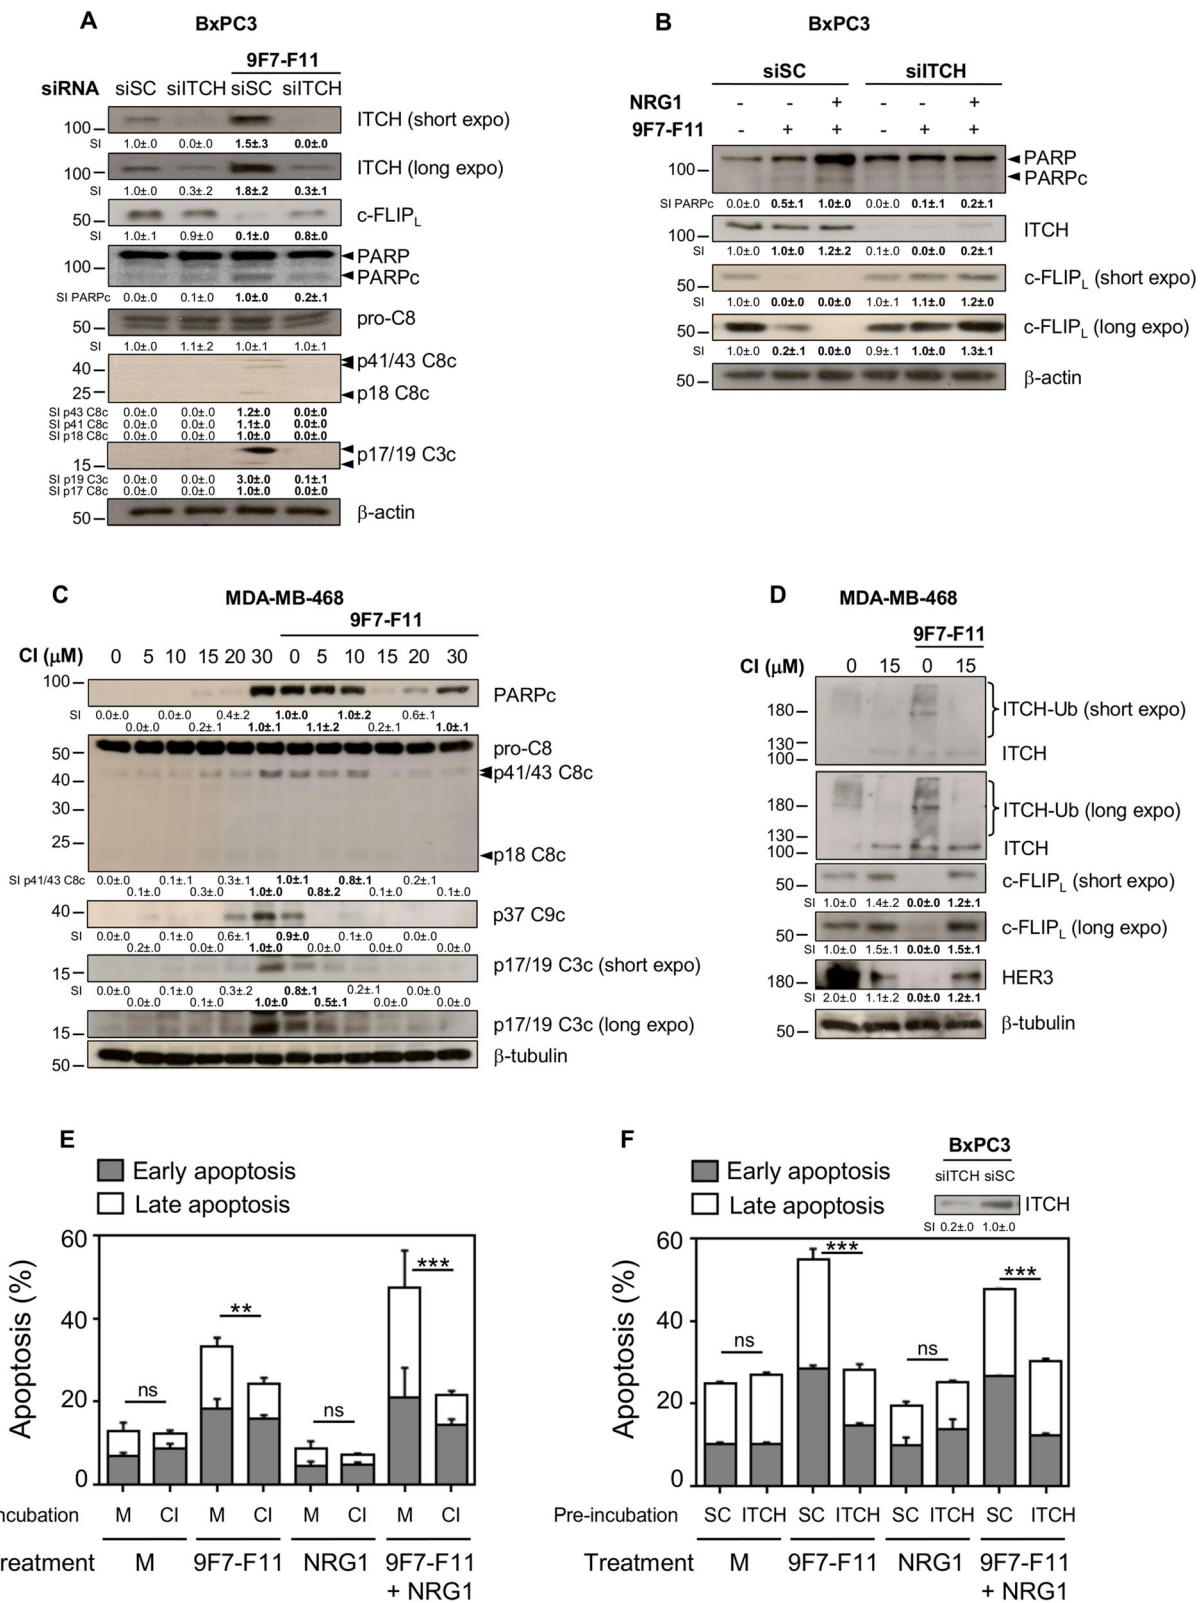 A
BxPC3
9F7-F11
siRNA siSC siITCH siSC siITCH
100 ITCH (short expo)
SI 1.0±.0 0.0±.0 1.5±.3 0.0±.0
100 ITCH (long expo)
SI 1.0±.0 0.3±.2 1.8±.2 0.3±.1
50 c-FLIPL
SI 1.0±.1 0.9±.0 0.1±.0 0.8±.0
PARP
100
PARPc
SI PARPc 0.0±.0 0.1±.0 1.0±.0 0.2±.1
pro-C8
50
SI 1.0±.0 1.1±.2 1.0±.1 1.0±.1
p41/43 C8c
40
25 p18 C8c
SI p43 C8c 0.0±.0 0.0±.0 1.2±.0 0.0±.0
SI p41 C8c 0.0±.0 0.0±.0 1.1±.0 0.0±.0
SI p18 C8c 0.0±.0 0.0±.0 1.0±.0 0.0±.0
p17/19 C3c
15
SI p19 C3c 0.0±.0 0.0±.0 3.0±.0 0.1±.1
SI p17 C8c 0.0±.0 0.0±.0 1.0±.0 0.0±.0
50 β-actin
B
BxPC3
siSC siITCH
NRG1 - - + - - +
9F7-F11 - + + - + +
PARP
100
PARPc
SI PARPc 0.0±.0 0.5±.1 1.0±.0 0.0±.0 0.1±.1 0.2±.1
100 ITCH
SI 1.0±.0 1.0±.0 1.2±.2 0.1±.0 0.0±.0 0.2±.1
50 c-FLIPL (short expo)
SI 1.0±.0 0.0±.0 0.0±.0 1.0±.1 1.1±.0 1.2±.0
50 c-FLIPL (long expo)
SI 1.0±.0 0.2±.1 0.0±.0 0.9±.1 1.0±.0 1.3±.1
50 β-actin
C
MDA-MB-468
9F7-F11
CI (µM) 0 5 10 15 20 30 0 5 10 15 20 30
100 PARPc
SI 0.0±.0 0.0±.0 0.4±.2 1.0±.0 1.0±.2 0.6±.1
0.0±.0 0.2±.1 1.0±.1 1.1±.2 0.2±.1 1.0±.1
50 pro-C8
40 p41/43 C8c
30
25
p18 C8c
SI p41/43 C8c 0.0±.0 0.1±.1 0.3±.1 1.0±.1 0.8±.1 0.2±.1
0.1±.0 0.3±.0 1.0±.0 0.8±.2 0.1±.0 0.1±.0
40 p37 C9c
SI 0.0±.0 0.1±.0 0.6±.1 0.9±.0 0.1±.0 0.0±.0
0.2±.0 0.0±.0 1.0±.0 0.0±.0 0.0±.0 0.0±.0
15 p17/19 C3c (short expo)
SI 0.0±.0 0.1±.0 0.3±.2 0.8±.1 0.2±.1 0.0±.0
0.0±.0 0.1±.0 1.0±.0 0.5±.1 0.0±.0 0.0±.0
15 p17/19 C3c (long expo)
50 β-tubulin
D
MDA-MB-468
9F7-F11
CI (µM) 0 15 0 15
180 ITCH-Ub (short expo)
130
100 ITCH
180 ITCH-Ub (long expo)
130
100 ITCH
50 c-FLIPL (short expo)
SI 1.0±.0 1.4±.2 0.0±.0 1.2±.1
50 c-FLIPL (long expo)
SI 1.0±.0 1.5±.1 0.0±.0 1.5±.1
180 HER3
SI 2.0±.0 1.1±.2 0.0±.0 1.2±.1
50 β-tubulin
E
Early apoptosis
Late apoptosis
Apoptosis (%)
60
40
20
0
ns
**
ns
***
ncubation M CI M CI M CI M CI
reatment M 9F7-F11 NRG1 9F7-F11
+ NRG1
F
BxPC3
siITCH siSC
ITCH
SI 0.2±.0 1.0±.0
Early apoptosis
Late apoptosis
Apoptosis (%)
60
40
20
0
ns
***
ns
***
Pre-incubation SC ITCH SC ITCH SC ITCH SC ITCH
Treatment M 9F7-F11 NRG1 9F7-F11
+ NRG1